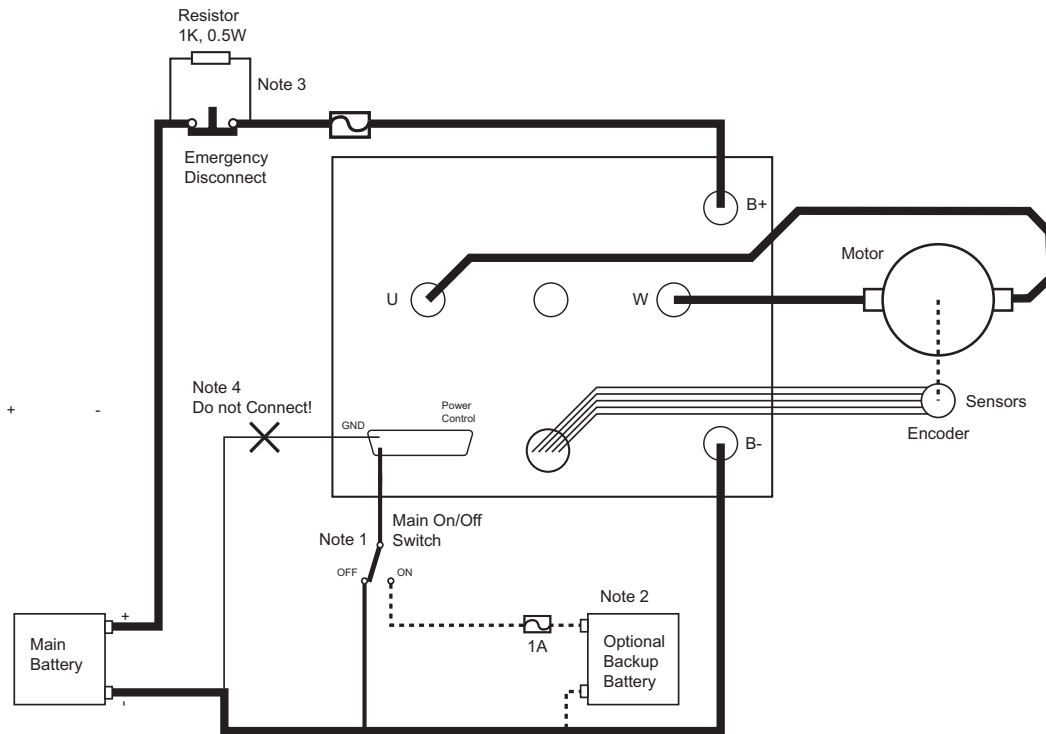 Resistor
1K, 0.5W
Note 3
Emergency
Disconnect
B+
Motor
U
W
Note 4
Do not Connect!
+
-
Power
Control
GND
Sensors
Encoder
B-
Main On/Off
Switch
Note 1
OFF
ON
Note 2
+
Main
Battery
1A
Optional
Backup
Battery
-